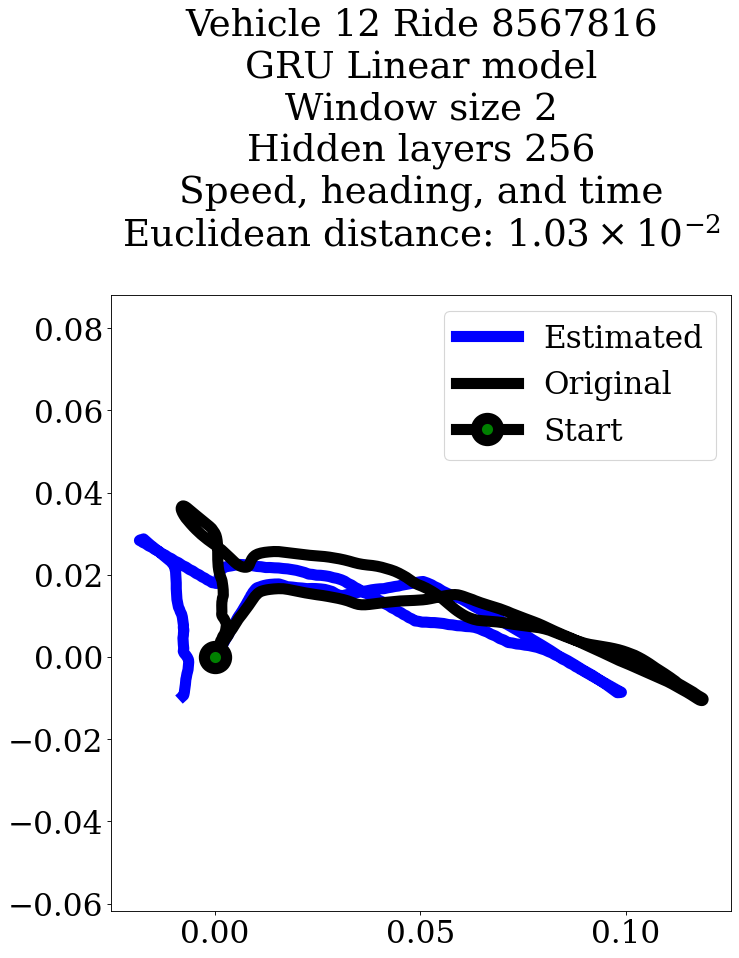 Vehicle 12 Ride 8567816
GRU Linear model
Window size 2
Hidden layers 256
Speed, heading, and time
Euclidean distance: 1.03 × 10⁻²
Estimated
Original
Start
0.08
0.06
0.04
0.02
0.00
−0.02
−0.04
−0.06
0.00 0.05 0.10